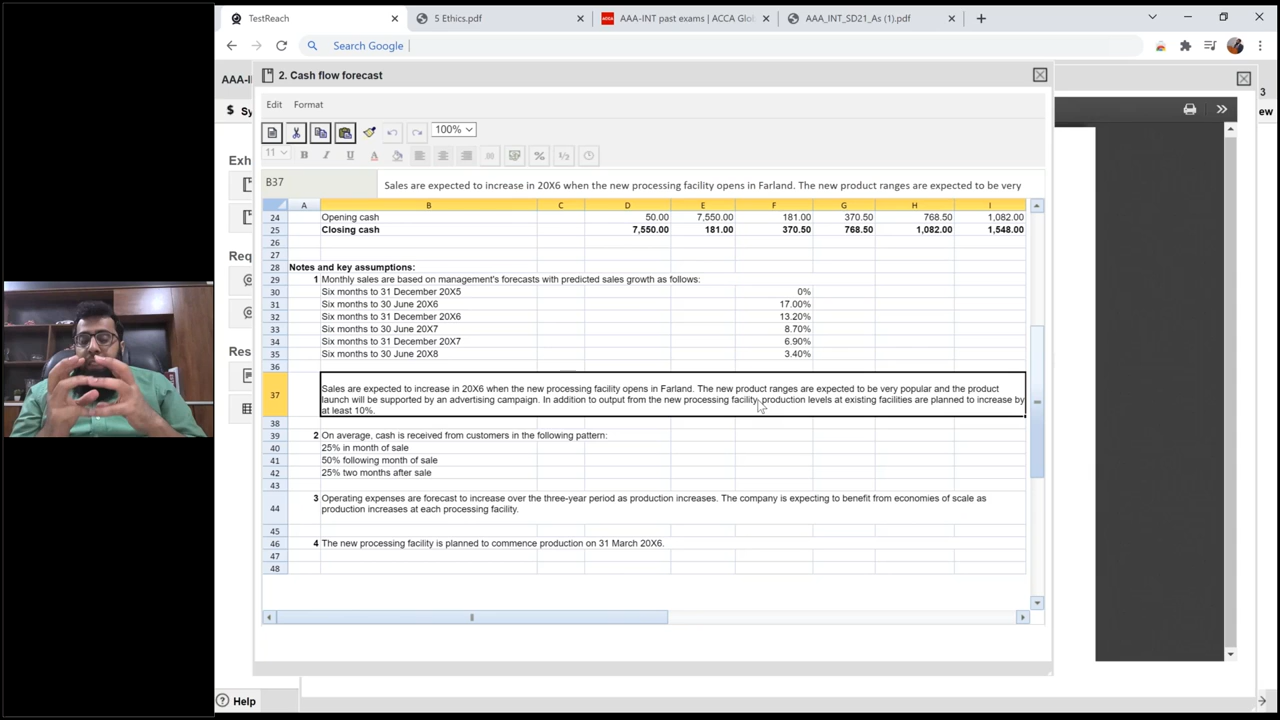 TestReach
5 Ethics.pdf
AAA-INT past exams | ACCA Glo
AAA_INT_SD21_As (1).pdf
Search Google
AAA-I
2. Cash flow forecast
3
Edit Format
$ Sy
ew
100%
11 B I U A % ½
Exh
B37
Sales are expected to increase in 20X6 when the new processing facility opens in Farland. The new product ranges are expected to be very
A B C D E F G H I
24 Opening cash 50.00 7,550.00 181.00 370.50 768.50 1,082.00
25 Closing cash 7,550.00 181.00 370.50 768.50 1,082.00 1,548.00
26
27
28 Notes and key assumptions:
29 1 Monthly sales are based on management's forecasts with predicted sales growth as follows:
30 Six months to 31 December 20X5 0%
31 Six months to 30 June 20X6 17.00%
32 Six months to 31 December 20X6 13.20%
33 Six months to 30 June 20X7 8.70%
34 Six months to 31 December 20X7 6.90%
35 Six months to 30 June 20X8 3.40%
36
37 Sales are expected to increase in 20X6 when the new processing facility opens in Farland. The new product ranges are expected to be very popular and the product
launch will be supported by an advertising campaign. In addition to output from the new processing facility, production levels at existing facilities are planned to increase by
at least 10%.
38
39 2 On average, cash is received from customers in the following pattern:
40 25% in month of sale
41 50% following month of sale
42 25% two months after sale
43
44 3 Operating expenses are forecast to increase over the three-year period as production increases. The company is expecting to benefit from economies of scale as
production increases at each processing facility.
45
46 4 The new processing facility is planned to commence production on 31 March 20X6.
47
48
Req
Res
Help